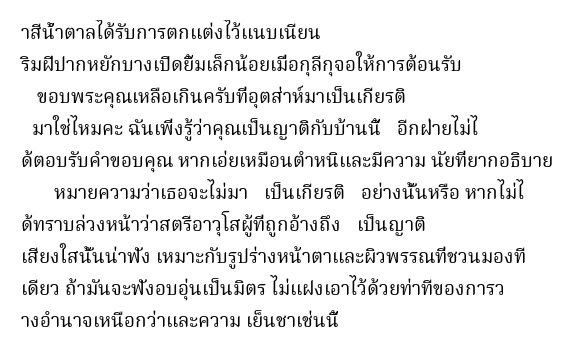 าสีน้ำตาลได้รับการตกแต่งไว้แนบเนียน
ริมฝีปากหยักบางเปิดยิ้มเล็กน้อยเมื่อกุลีกุจอให้การต้อนรับ
ขอบพระคุณเหลือเกินครับที่อุตส่าห์มาเป็นเกียรติ
มาใช่ไหมคะ ฉันเพิ่งรู้ว่าคุณเป็นญาติกับบ้านนี้ อีกฝ่ายไม่ไ
ด้ตอบรับคำขอบคุณ หากเอ่ยเหมือนตำหนิและมีความ นัยที่ยากอธิบาย
หมายความว่าเธอจะไม่มา เป็นเกียรติ อย่างนั้นหรือ หากไม่ไ
ด้ทราบล่วงหน้าว่าสตรีอาวุโสผู้ที่ถูกอ้างถึง เป็นญาติ
เสียงใสนั้นน่าฟัง เหมาะกับรูปร่างหน้าตาและผิวพรรณที่ชวนมองที
เดียว ถ้ามันจะฟังอบอุ่นเป็นมิตร ไม่แฝงเอาไว้ด้วยท่าทีของการว
างอำนาจเหนือกว่าและความ เย็นชาเช่นนี้